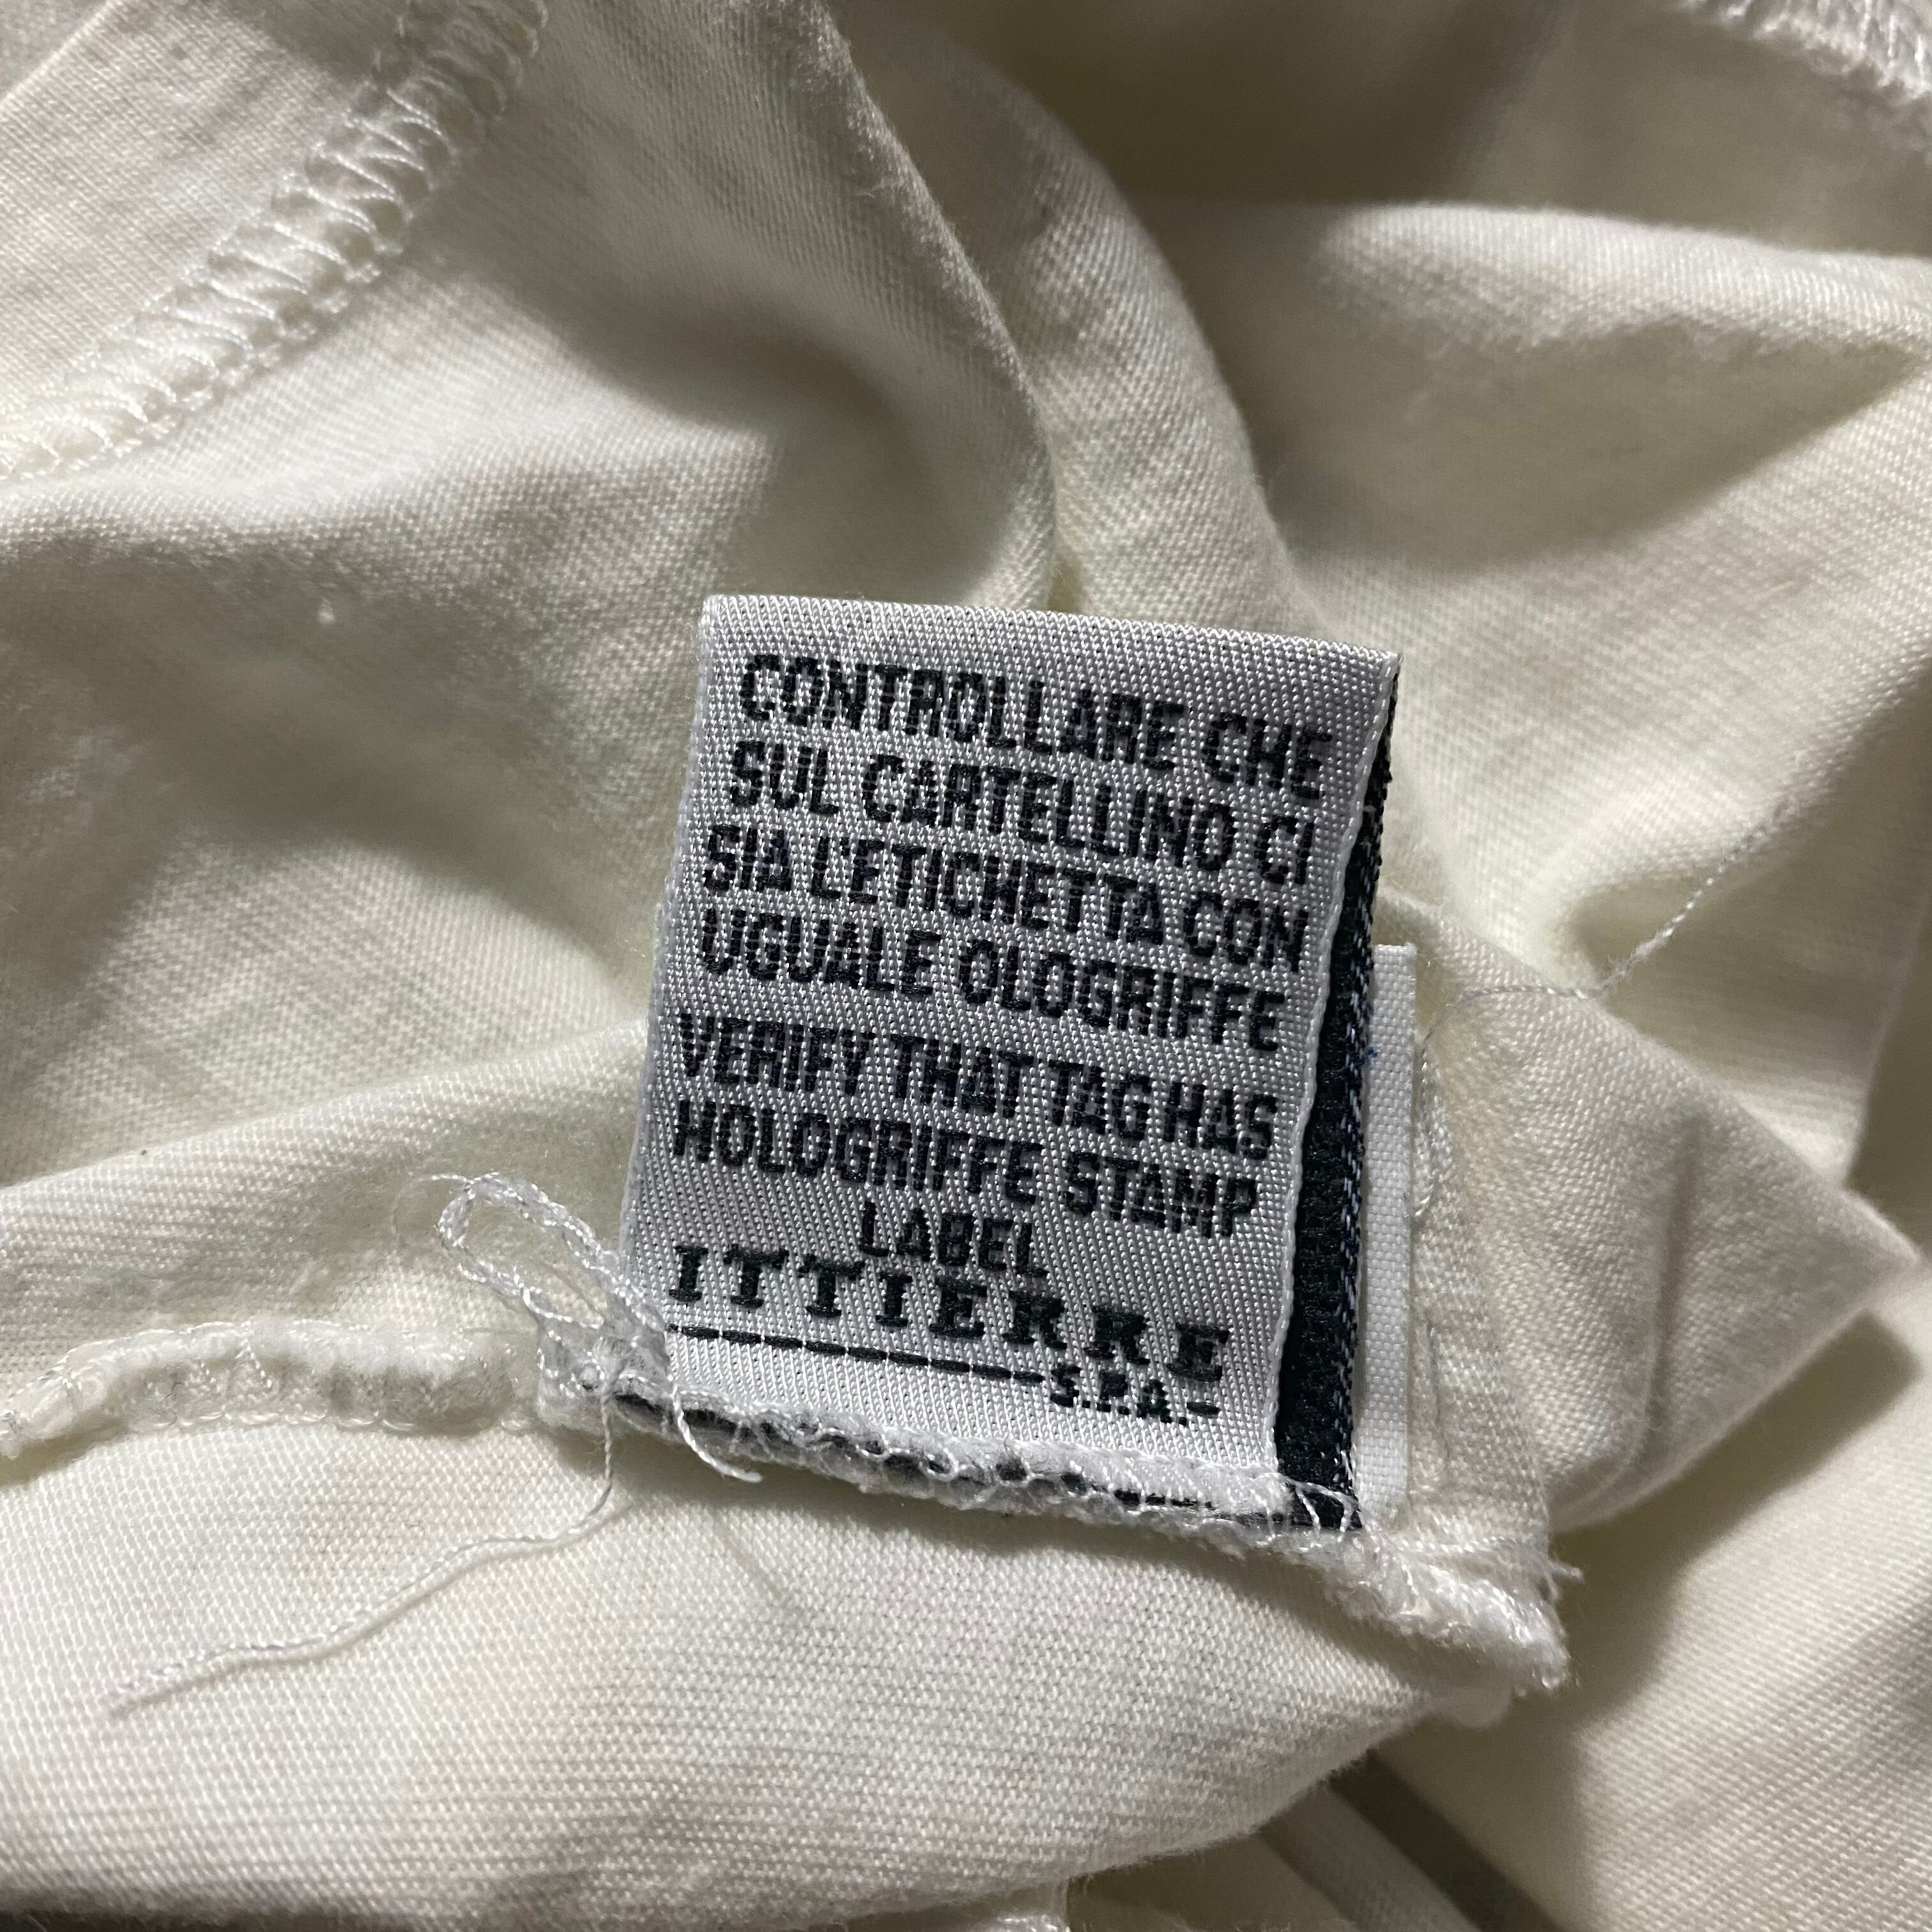 CONTROLLARE CHE
SUL CARTELLINO CI
SIA L'ETICHETTA CON
UGUALE OLOGRIFFE
VERIFY THAT TAG HAS
HOLOGRIFFE STAMP
LABEL
ITTIERRE
S.P.A.